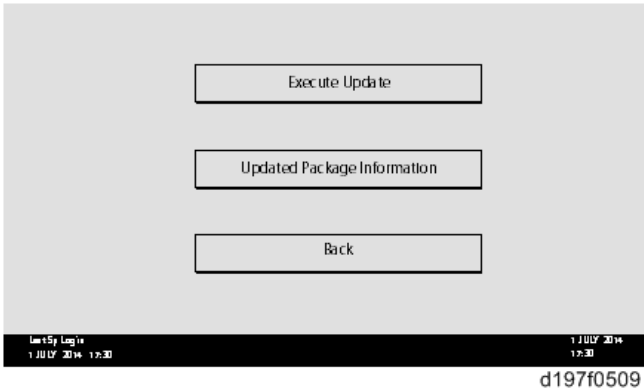 Execute Update
Updated Package Information
Back
Last Sp Login
1 JULY 2014 17:30
1 JULY 2014
17:30
d197f0509